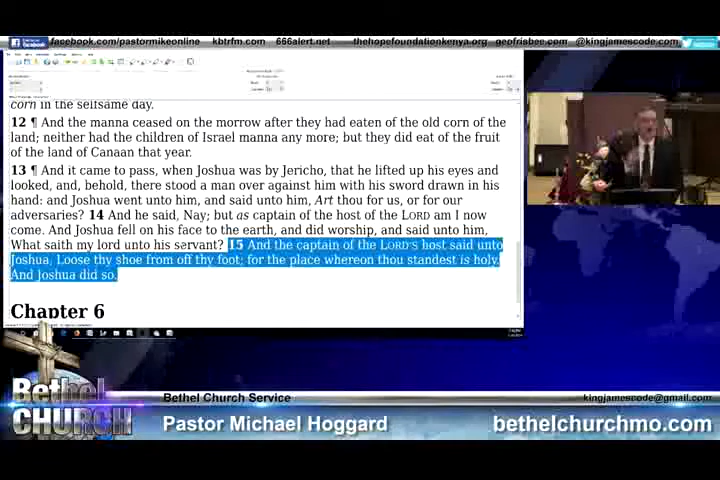 facebook.com/pastormikeonline kbtrfm.com 666alert.net thehopefoundationkenya.org geofrisbee.com @kingjamescode.com
corn in the selfsame day.
12 ¶ And the manna ceased on the morrow after they had eaten of the old corn of the
land; neither had the children of Israel manna any more; but they did eat of the fruit
of the land of Canaan that year.
13 ¶ And it came to pass, when Joshua was by Jericho, that he lifted up his eyes and
looked, and, behold, there stood a man over against him with his sword drawn in his
hand: and Joshua went unto him, and said unto him, Art thou for us, or for our
adversaries? 14 And he said, Nay; but as captain of the host of the LORD am I now
come. And Joshua fell on his face to the earth, and did worship, and said unto him,
What saith my lord unto his servant? 15 And the captain of the LORD'S host said unto
Joshua, Loose thy shoe from off thy foot; for the place whereon thou standest is holy.
And Joshua did so.
Chapter 6
Bethel
CHURCH
Bethel Church Service
kingjamescode@gmail.com
Pastor Michael Hoggard
bethelchurchmo.com